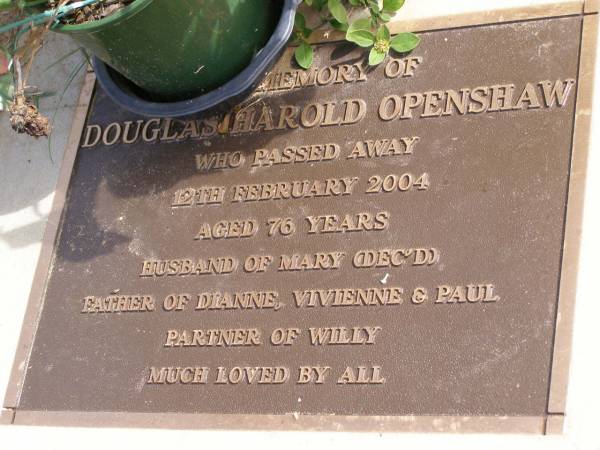 MEMORY OF
DOUGLAS HAROLD OPENSHAW
WHO PASSED AWAY
12TH FEBRUARY 2004
AGED 76 YEARS
HUSBAND OF MARY (DEC'D)
FATHER OF DIANNE, VIVIENNE & PAUL
PARTNER OF WILLY
MUCH LOVED BY ALL